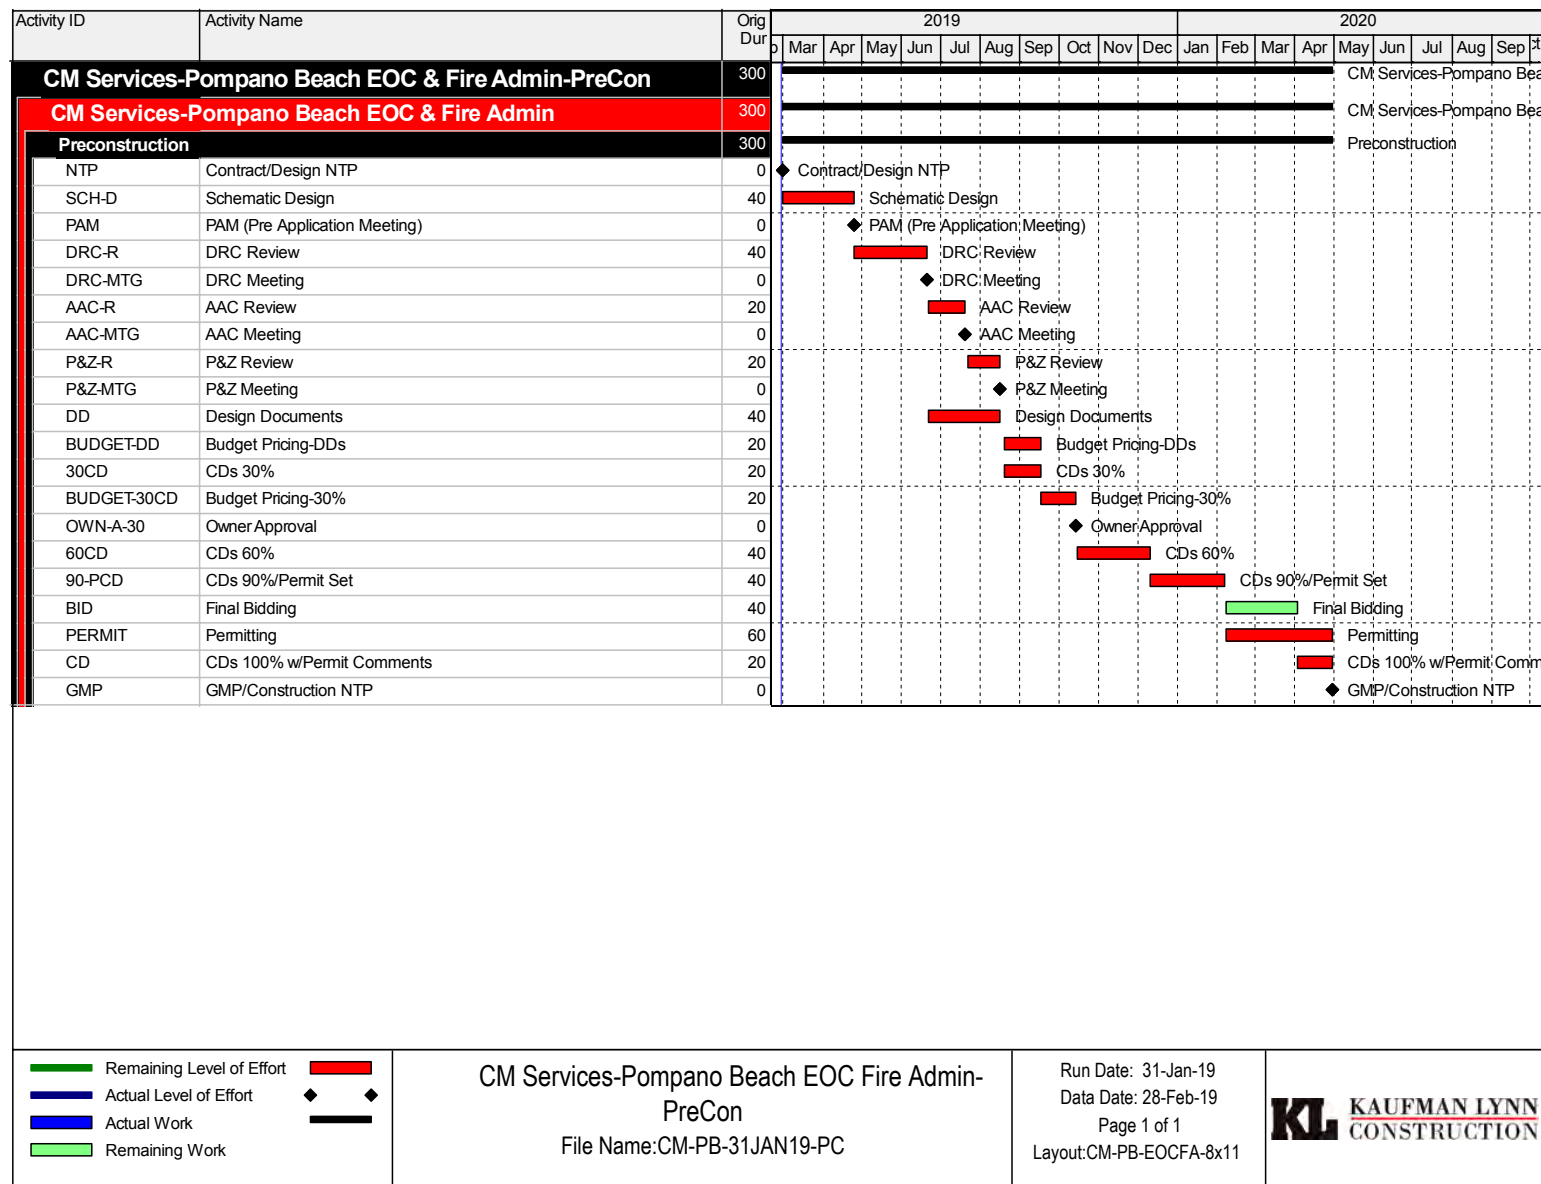 Activity ID Activity Name Orig Dur 2019 2020
Mar Apr May Jun Jul Aug Sep Oct Nov Dec Jan Feb Mar Apr May Jun Jul Aug Sep
CM Services-Pompano Beach EOC & Fire Admin-PreCon 300 CM Services-Pompano Bea
CM Services-Pompano Beach EOC & Fire Admin 300 CM Services-Pompano Bea
Preconstruction 300 Preconstruction
NTP Contract/Design NTP 0 Contract/Design NTP
SCH-D Schematic Design 40 Schematic Design
PAM PAM (Pre Application Meeting) 0 PAM (Pre Application Meeting)
DRC-R DRC Review 40 DRC Review
DRC-MTG DRC Meeting 0 DRC Meeting
AAC-R AAC Review 20 AAC Review
AAC-MTG AAC Meeting 0 AAC Meeting
P&Z-R P&Z Review 20 P&Z Review
P&Z-MTG P&Z Meeting 0 P&Z Meeting
DD Design Documents 40 Design Documents
BUDGET-DD Budget Pricing-DDs 20 Budget Pricing-DDs
30CD CDs 30% 20 CDs 30%
BUDGET-30CD Budget Pricing-30% 20 Budget Pricing-30%
OWN-A-30 Owner Approval 0 Owner Approval
60CD CDs 60% 40 CDs 60%
90-PCD CDs 90%/Permit Set 40 CDs 90%/Permit Set
BID Final Bidding 40 Final Bidding
PERMIT Permitting 60 Permitting
CD CDs 100% w/Permit Comments 20 CDs 100% w/Permit Comm
GMP GMP/Construction NTP 0 GMP/Construction NTP
Remaining Level of Effort
Actual Level of Effort
Actual Work
Remaining Work
CM Services-Pompano Beach EOC Fire Admin-
PreCon
File Name:CM-PB-31JAN19-PC
Run Date: 31-Jan-19
Data Date: 28-Feb-19
Page 1 of 1
Layout:CM-PB-EOCFA-8x11
KL KAUFMAN LYNN
CONSTRUCTION